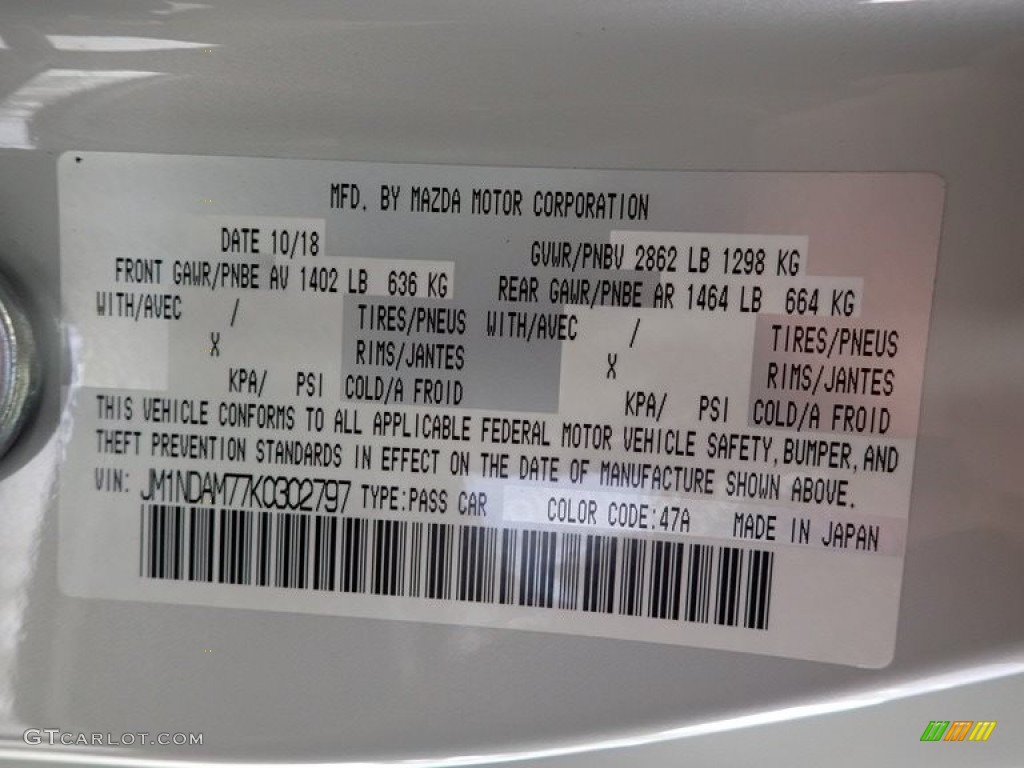 MFD. BY MAZDA MOTOR CORPORATION
DATE 10/18 GVWR/PNBV 2862 LB 1298 KG
FRONT GAWR/PNBE AV 1402 LB 636 KG REAR GAWR/PNBE AR 1464 LB 664 KG
WITH/AVEC / TIRES/PNEUS WITH/AVEC / TIRES/PNEUS
X RIMS/JANTES X RIMS/JANTES
KPA/ PSI COLD/A FROID KPA/ PSI COLD/A FROID
THIS VEHICLE CONFORMS TO ALL APPLICABLE FEDERAL MOTOR VEHICLE SAFETY, BUMPER, AND
THEFT PREVENTION STANDARDS IN EFFECT ON THE DATE OF MANUFACTURE SHOWN ABOVE.
VIN: JM1NDAM77K0302797 TYPE:PASS CAR COLOR CODE:47A MADE IN JAPAN
GTCARLOT.COM